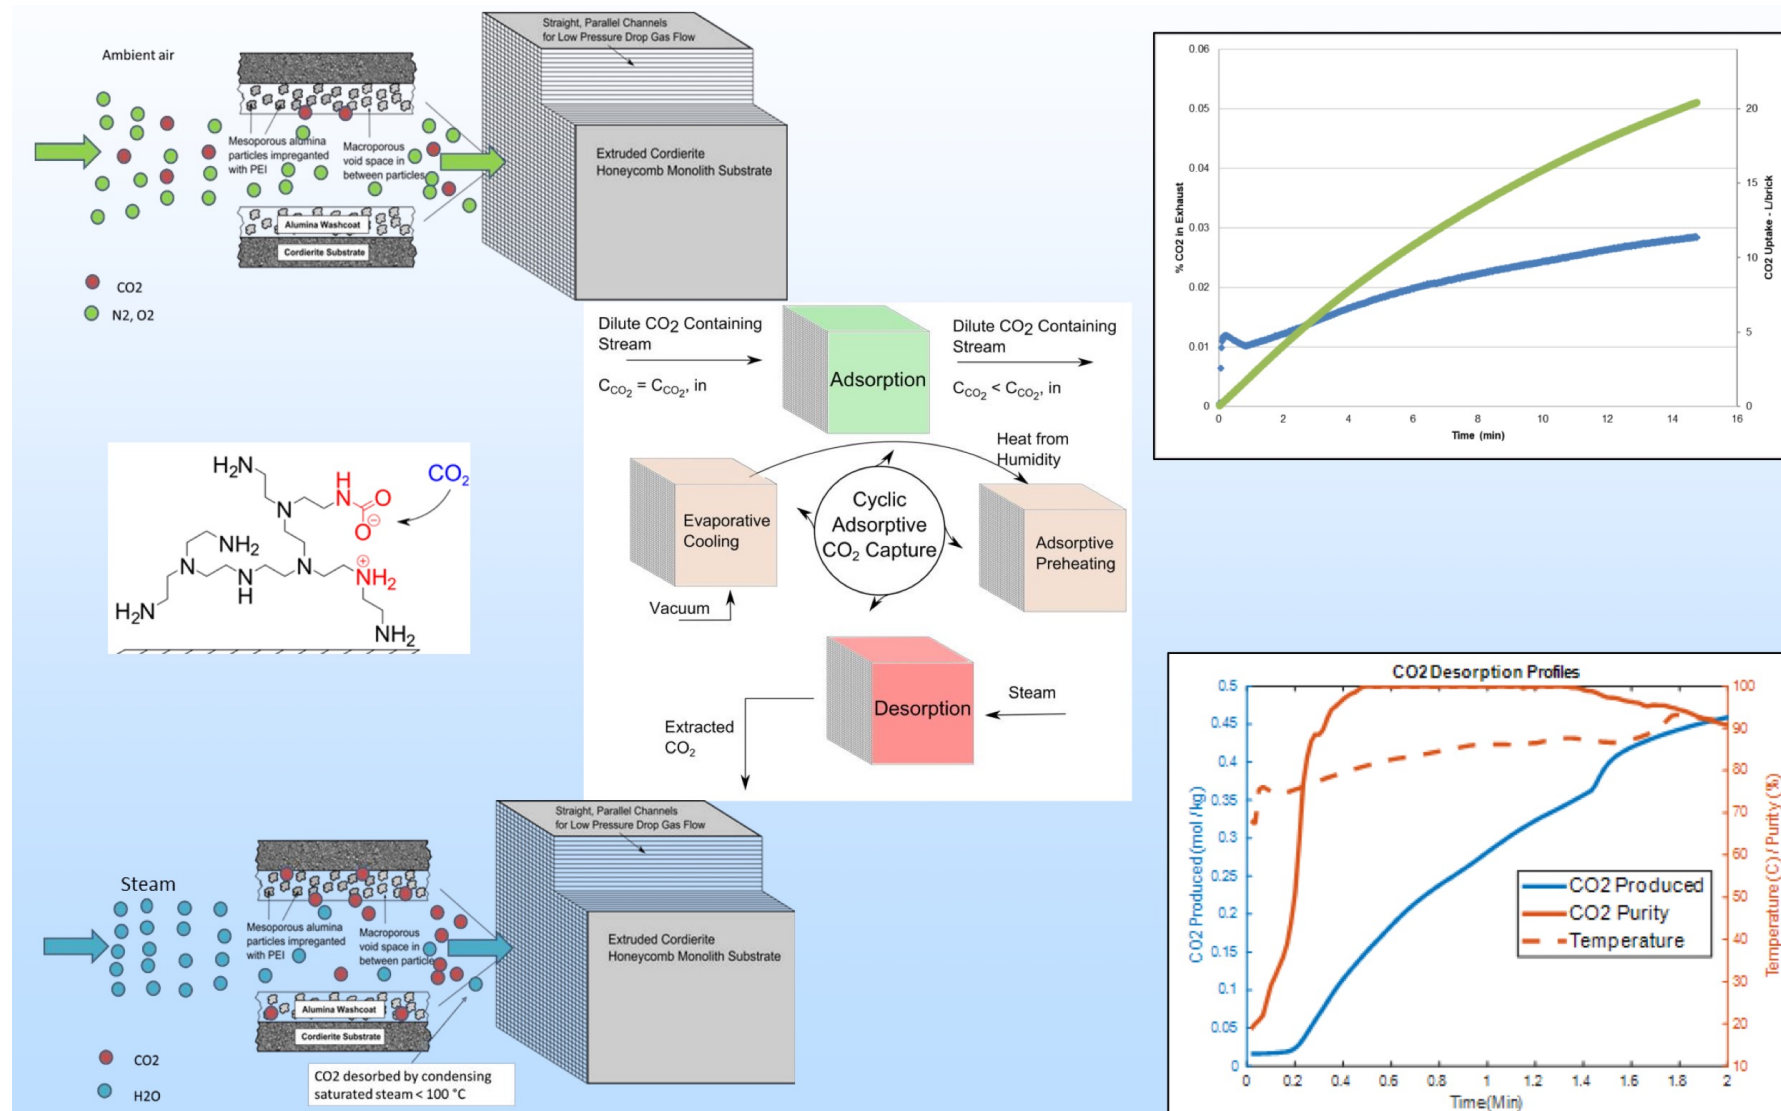 Ambient air
Mesoporous alumina
particles impreganted
with PEI
Macroporous
void space in
between particles
Alumina Washcoat
Cordierite Substrate
CO2
N2, O2
Straight, Parallel Channels
for Low Pressure Drop Gas Flow
Extruded Cordierite
Honeycomb Monolith Substrate
0.06
0.05
0.04
0.03
0.02
0.01
0
% CO2 in Exhaust
20
15
10
5
0
CO2 Uptake - L/brick
0 2 4 6 8 10 12 14 16
Time (min)
Dilute CO2 Containing
Stream
C CO2 = C CO2, in
Adsorption
Dilute CO2 Containing
Stream
C CO2 < C CO2, in
Heat from
Humidity
Evaporative
Cooling
Cyclic
Adsorptive
CO2 Capture
Adsorptive
Preheating
Vacuum
Desorption
Steam
Extracted
CO2
H2N
CO2
N
H
N
O
O
⊖
NH2
N
N
H
N
⊕
NH2
H2N
NH2
Steam
Mesoporous alumina
particles impreganted
with PEI
Macroporous
void space in
between particle
Alumina Washcoat
Cordierite Substrate
CO2
H2O
CO2 desorbed by condensing
saturated steam < 100 °C
Straight, Parallel Channels
for Low Pressure Drop Gas Flow
Extruded Cordierite
Honeycomb Monolith Substrate
CO2 Desorption Profiles
0.5
0.45
0.4
0.35
0.3
0.25
0.2
0.15
0.1
0.05
0
CO2 Produced (mol /kg)
100
90
80
70
60
50
40
30
20
10
Temperature (C) / Purity (%)
CO2 Produced
CO2 Purity
Temperature
0 0.2 0.4 0.6 0.8 1 1.2 1.4 1.6 1.8 2
Time(Min)